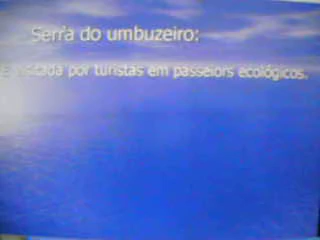 Serra do umbuzeiro:
É visitada por turistas em passeiors ecológicos.